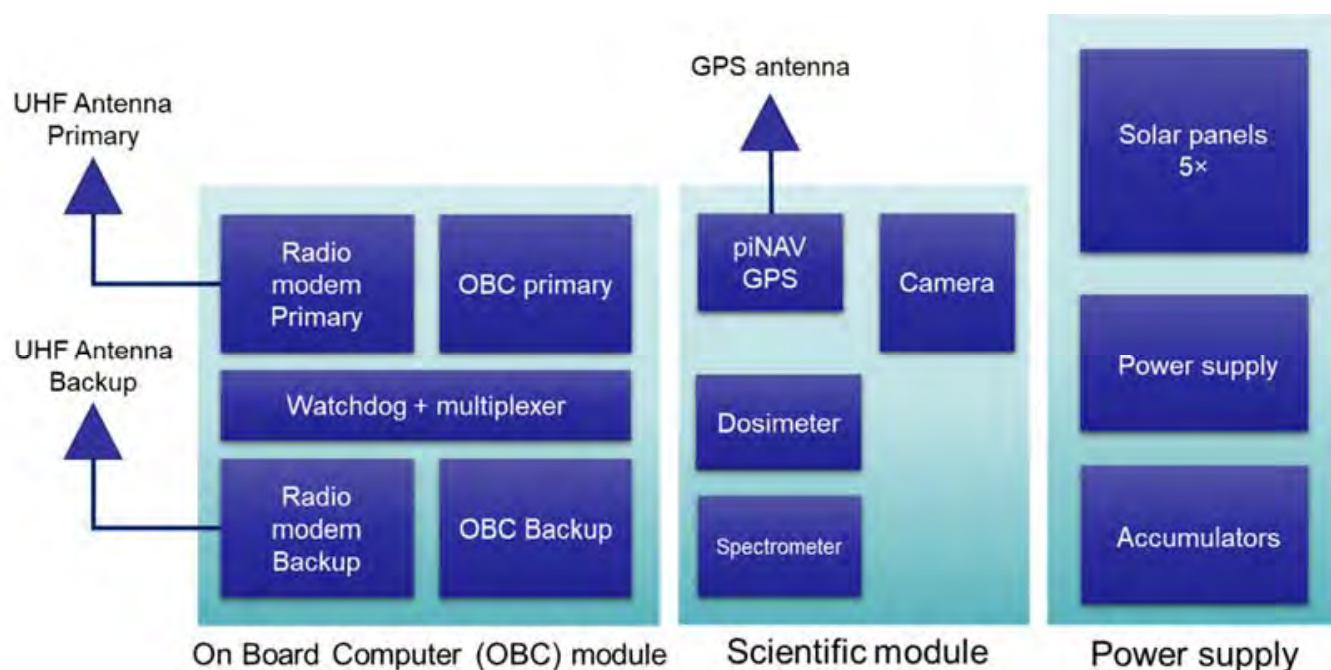 UHF Antenna
Primary
UHF Antenna
Backup
Radio
modem
Primary
OBC primary
Watchdog + multiplexer
Radio
modem
Backup
OBC Backup
On Board Computer (OBC) module
GPS antenna
piNAV
GPS
Camera
Dosimeter
Spectrometer
Scientific module
Solar panels
5×
Power supply
Accumulators
Power supply